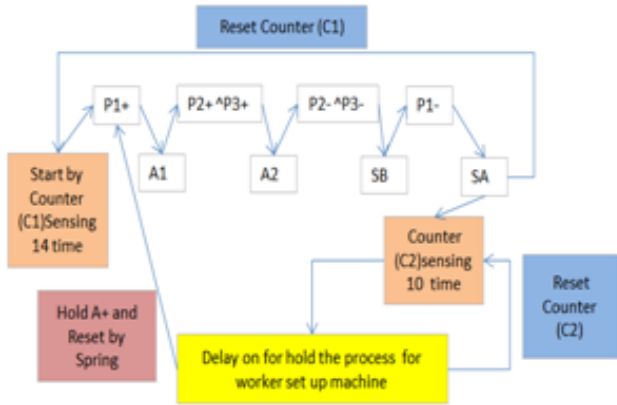 Reset Counter (C1)
P1+
P2+ ^P3+
P2- ^P3-
P1-
Start by
Counter
(C1)Sensing
14 time
A1
A2
SB
SA
Counter
(C2)sensing
10 time
Reset
Counter
(C2)
Hold A+ and
Reset by
Spring
Delay on for hold the process for
worker set up machine